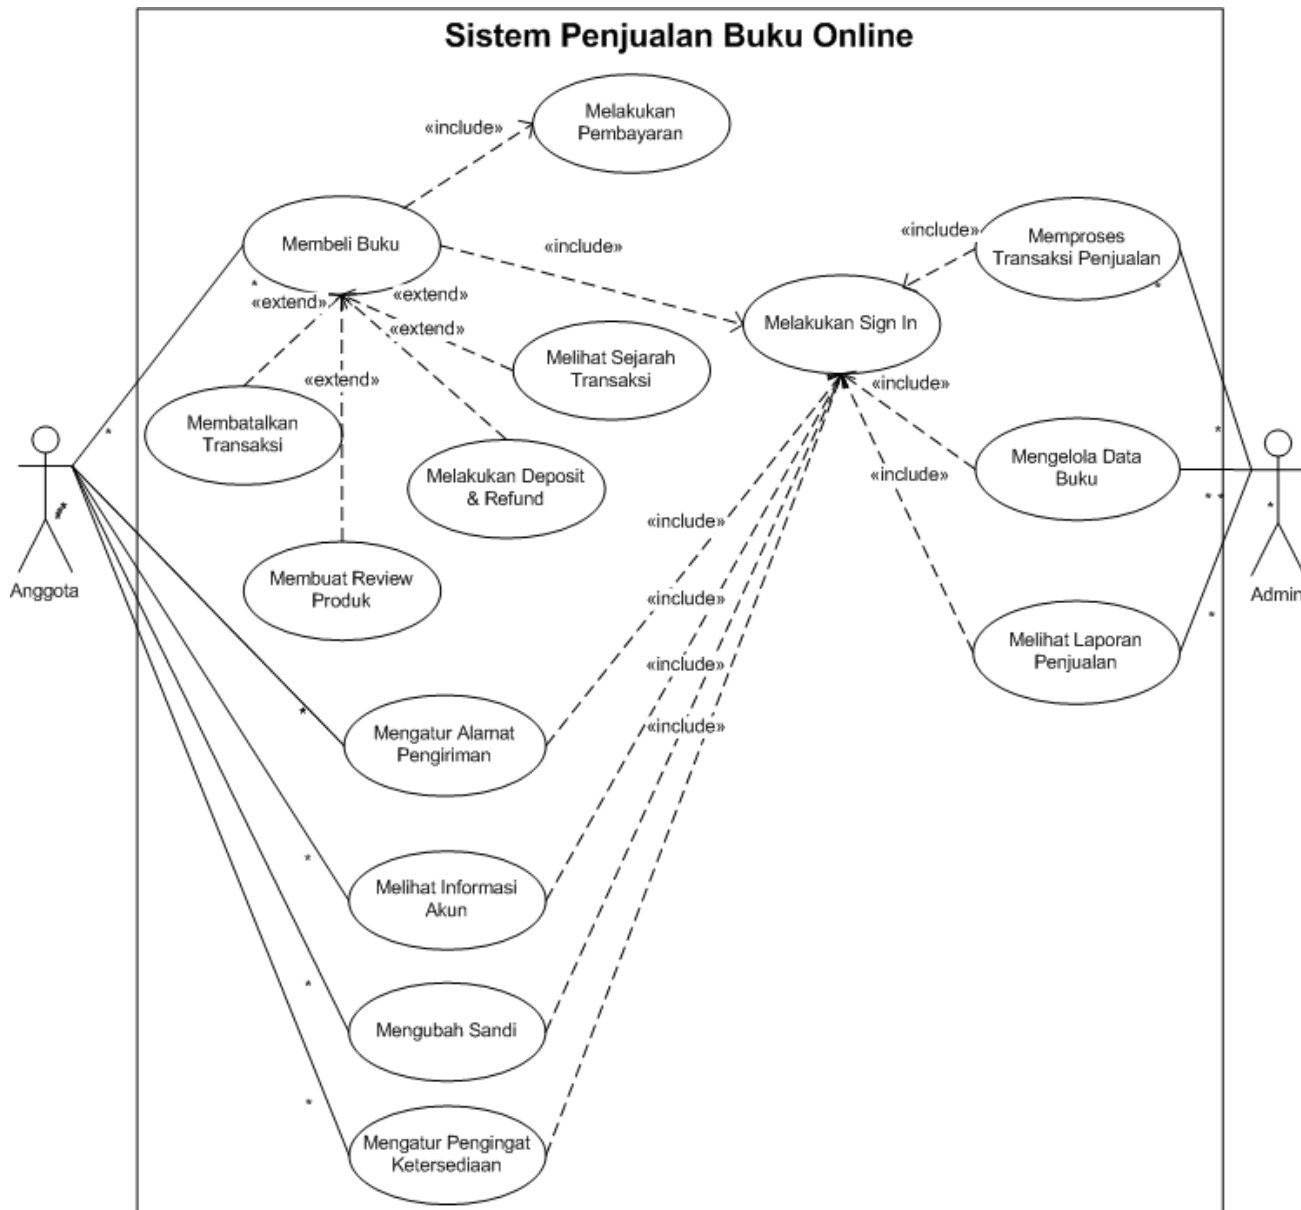 Sistem Penjualan Buku Online
Melakukan
Pembayaran
«include»
Membeli Buku
«include»
«include»
Memproses
Transaksi Penjualan
*
*
«extend»
«extend»
«extend»
«extend»
Melakukan Sign In
Melihat Sejarah
Transaksi
«include»
Membatalkan
Transaksi
*
*
Melakukan Deposit
& Refund
Mengelola Data
Buku
«include»
* *
*
***
«include»
Anggota
Admin
Membuat Review
Produk
«include»
*
Melihat Laporan
Penjualan
«include»
*
Mengatur Alamat
Pengiriman
«include»
*
Melihat Informasi
Akun
*
Mengubah Sandi
*
Mengatur Pengingat
Ketersediaan